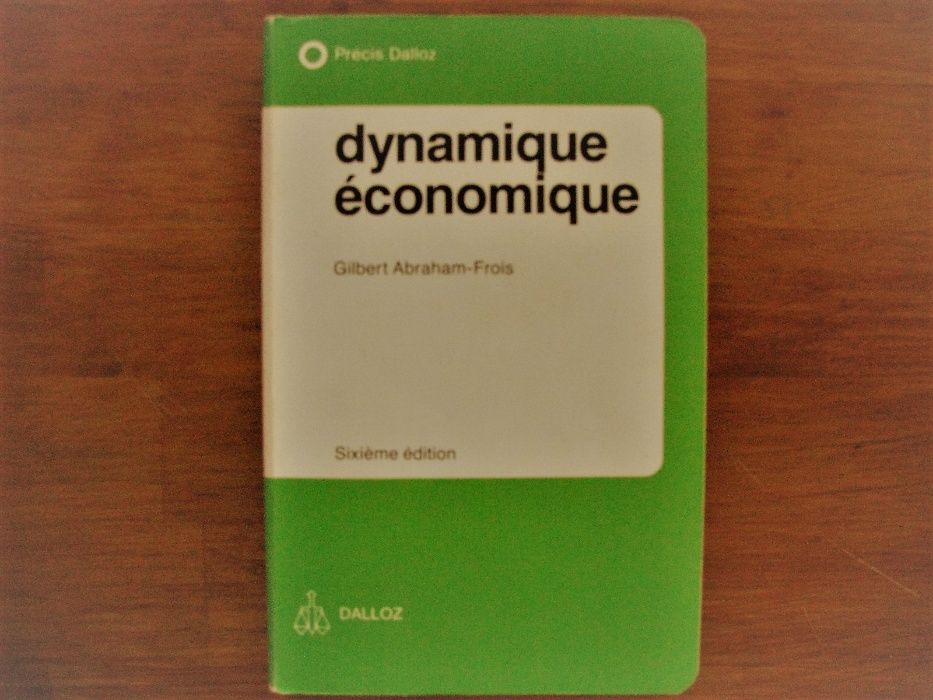 Précis Dalloz
dynamique
économique
Gilbert Abraham-Frois
Sixième édition
DALLOZ